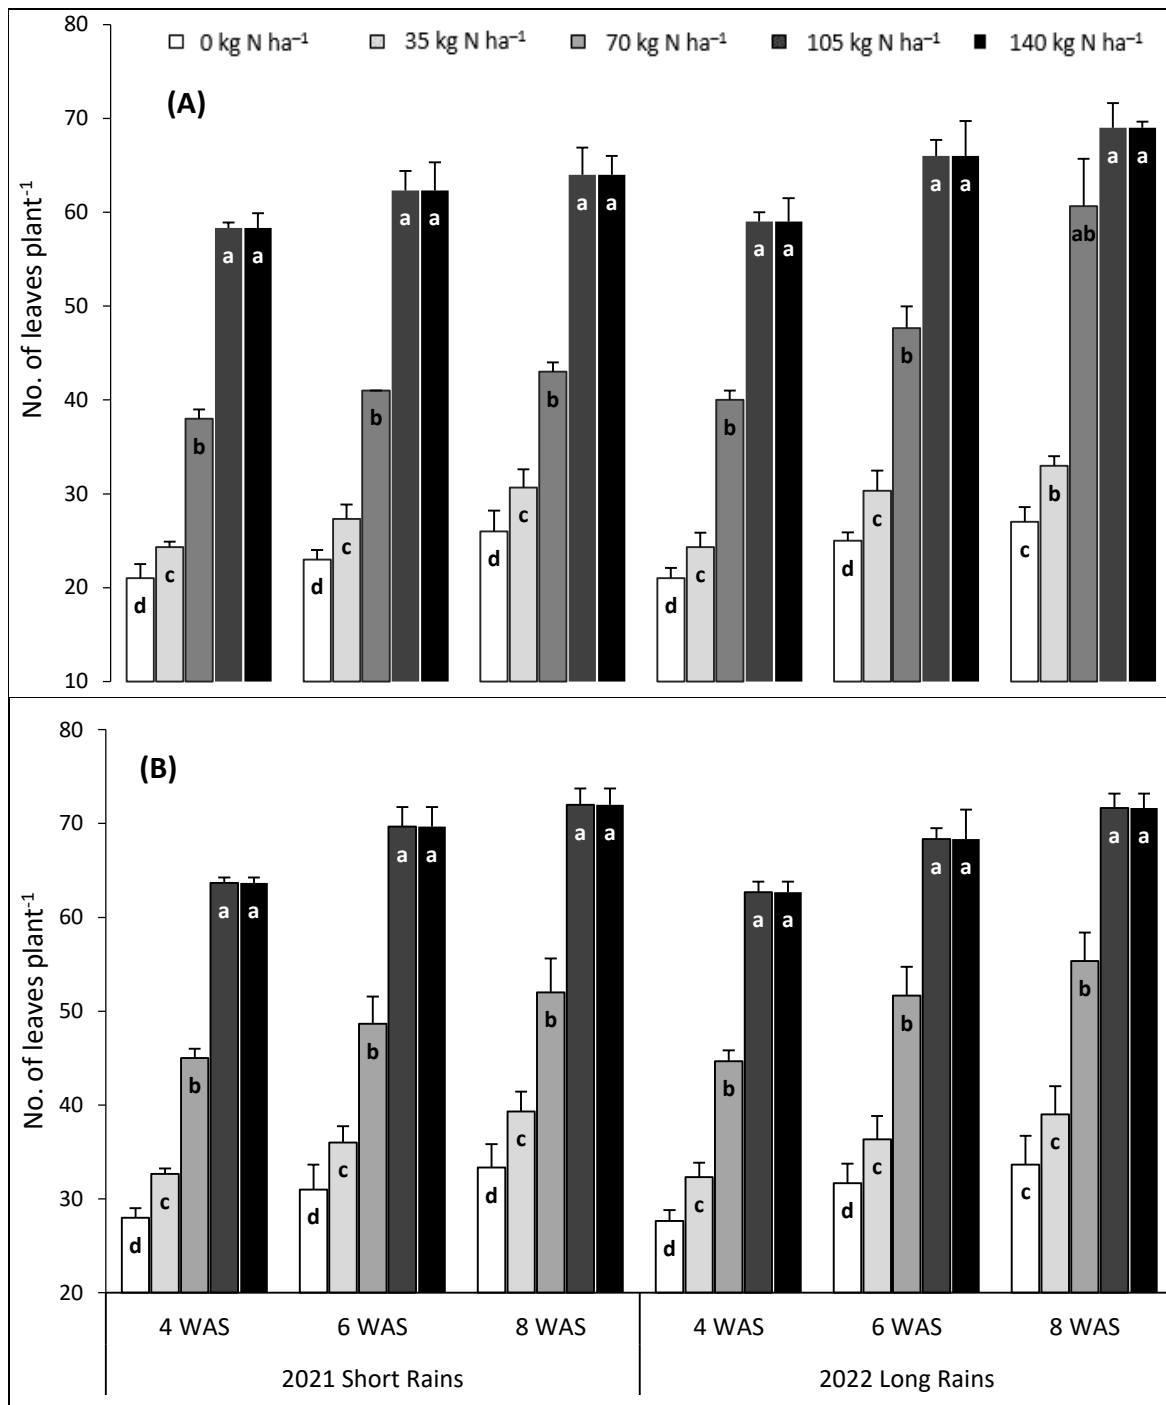 0 kg N ha⁻¹ 35 kg N ha⁻¹ 70 kg N ha⁻¹ 105 kg N ha⁻¹ 140 kg N ha⁻¹
(A)
No. of leaves plant⁻¹
80
70
60
50
40
30
20
10
d c b a a
d c b a a
d c b a a
d c b a a
d c b a a
c b ab a a
(B)
No. of leaves plant⁻¹
80
70
60
50
40
30
20
d c b a a
d c b a a
d c b a a
d c b a a
d c b a a
c c b a a
4 WAS 6 WAS 8 WAS 4 WAS 6 WAS 8 WAS
2021 Short Rains 2022 Long Rains